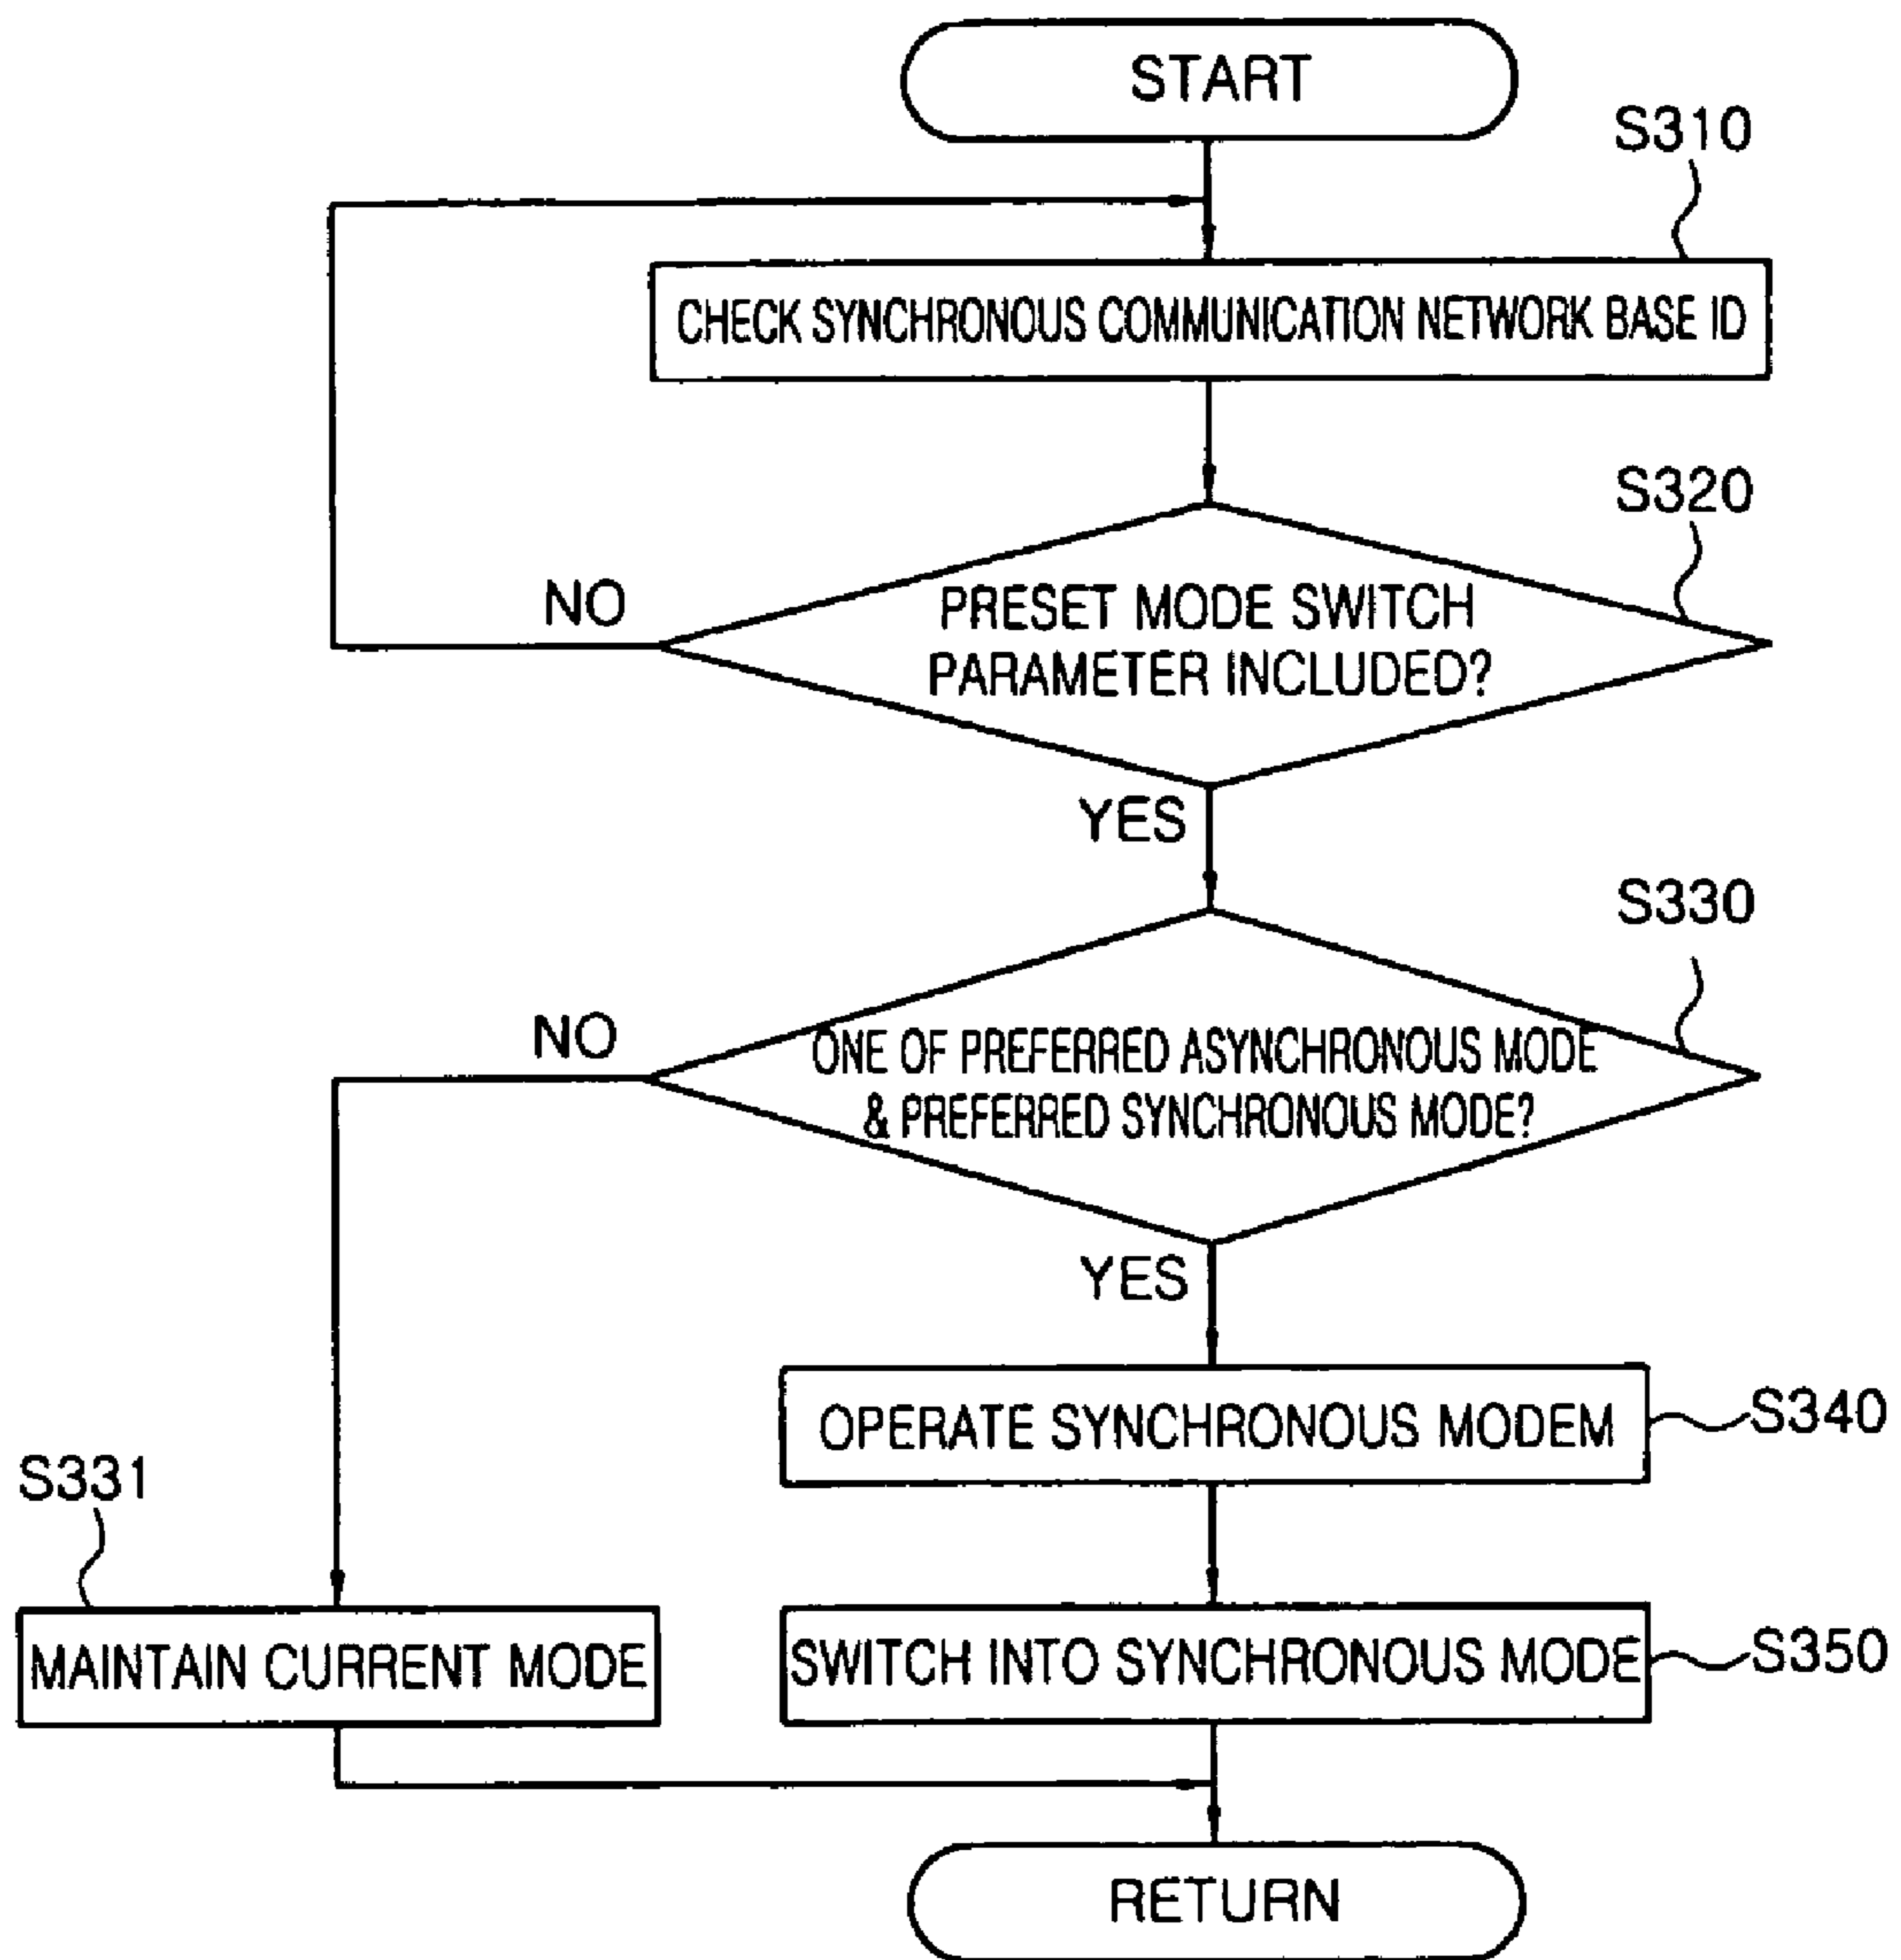 START
S310
CHECK SYNCHRONOUS COMMUNICATION NETWORK BASE ID
S320
NO
PRESET MODE SWITCH
PARAMETER INCLUDED?
YES
S330
NO
ONE OF PREFERRED ASYNCHRONOUS MODE
& PREFERRED SYNCHRONOUS MODE?
YES
OPERATE SYNCHRONOUS MODEM
S340
S331
MAINTAIN CURRENT MODE
SWITCH INTO SYNCHRONOUS MODE
S350
RETURN